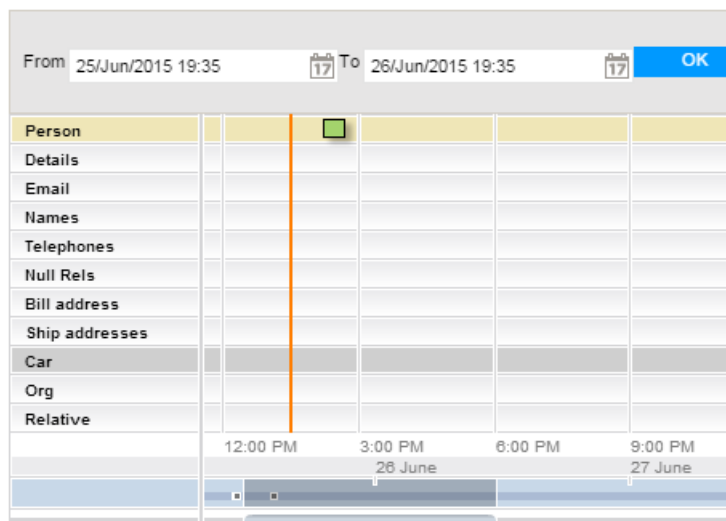 From 25/Jun/2015 19:35 17 To 26/Jun/2015 19:35 17 OK
Person
Details
Email
Names
Telephones
Null Rels
Bill address
Ship addresses
Car
Org
Relative
12:00 PM 3:00 PM 6:00 PM 9:00 PM
26 June 27 June